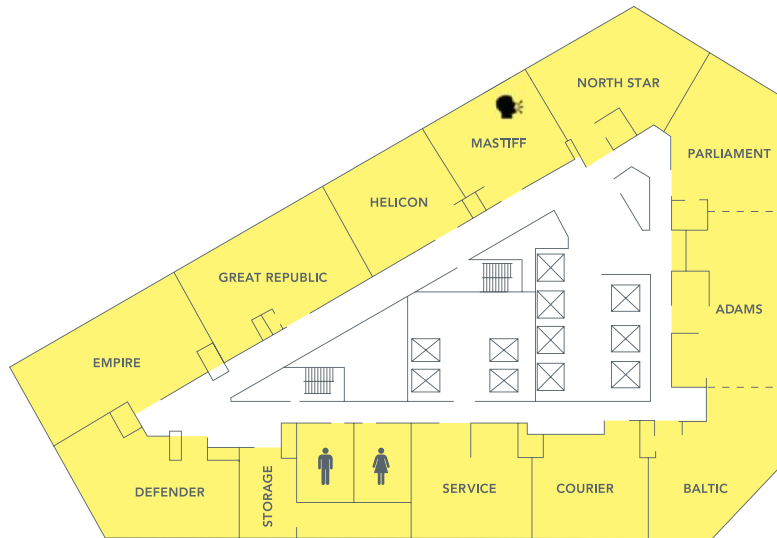 NORTH STAR
MASTIFF
PARLIAMENT
HELICON
GREAT REPUBLIC
ADAMS
EMPIRE
DEFENDER
STORAGE
SERVICE
COURIER
BALTIC